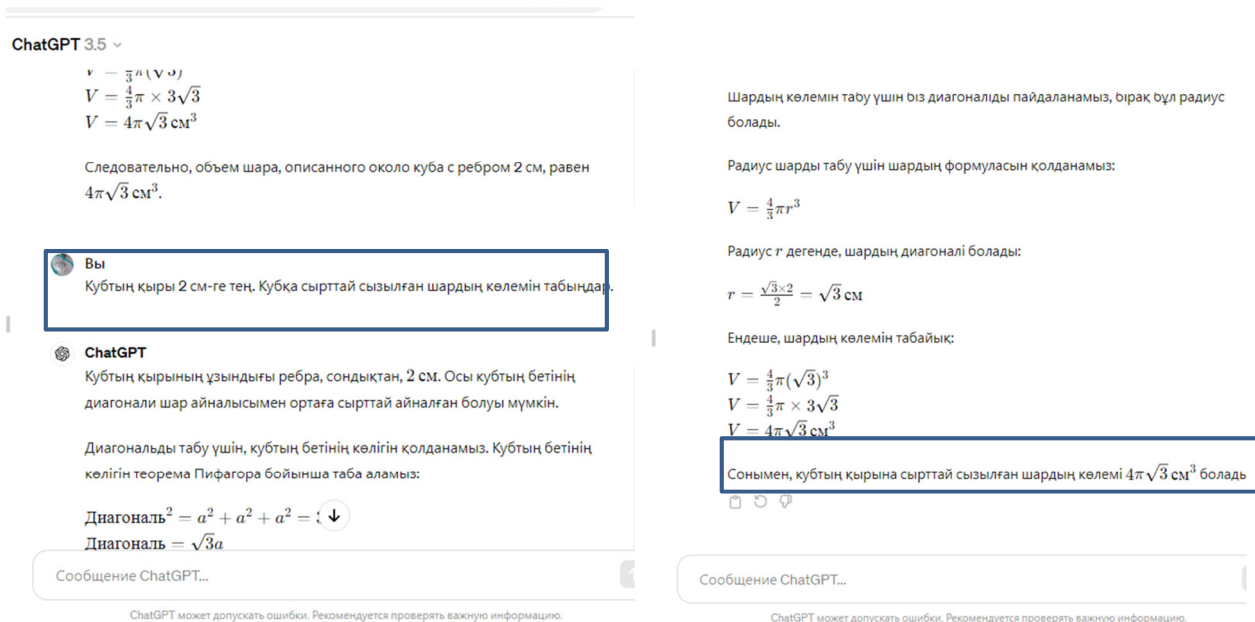 ChatGPT 3.5
V = 4/3 π × 3√3
V = 4π√3 см³
Следовательно, объем шара, описанного около куба с ребром 2 см, равен
4π√3 см³.
Вы
Кубтың қыры 2 см-ге тең. Кубқа сырттай сызылған шардың көлемін табыңдар.
ChatGPT
Кубтың қырының ұзындығы ребра, сондықтан, 2 см. Осы кубтың бетінің
диагонали шар айналысымен ортаға сырттай айналған болуы мүмкін.
Диагональды табу үшін, кубтың бетінің көлігін қолданамыз. Кубтың бетінің
көлігін теорема Пифагора бойынша таба аламыз:
Диагональ² = a² + a² + a² =
Диагональ = √3a
Сообщение ChatGPT...
ChatGPT может допускать ошибки. Рекомендуется проверять важную информацию.
Шардың көлемін табу үшін біз диагоналіды пайдаланамыз, бірақ бұл радиус
болады.
Радиус шарды табу үшін шардың формуласын қолданамыз:
V = 4/3 πr³
Радиус r дегенде, шардың диагоналі болады:
r = √3×2/2 = √3 см
Ендеше, шардың көлемін табайық:
V = 4/3 π(√3)³
V = 4/3 π × 3√3
V = 4π√3 см³
Сонымен, кубтың қырына сырттай сызылған шардың көлемі 4π√3 см³ болады
Сообщение ChatGPT...
ChatGPT может допускать ошибки. Рекомендуется проверять важную информацию.